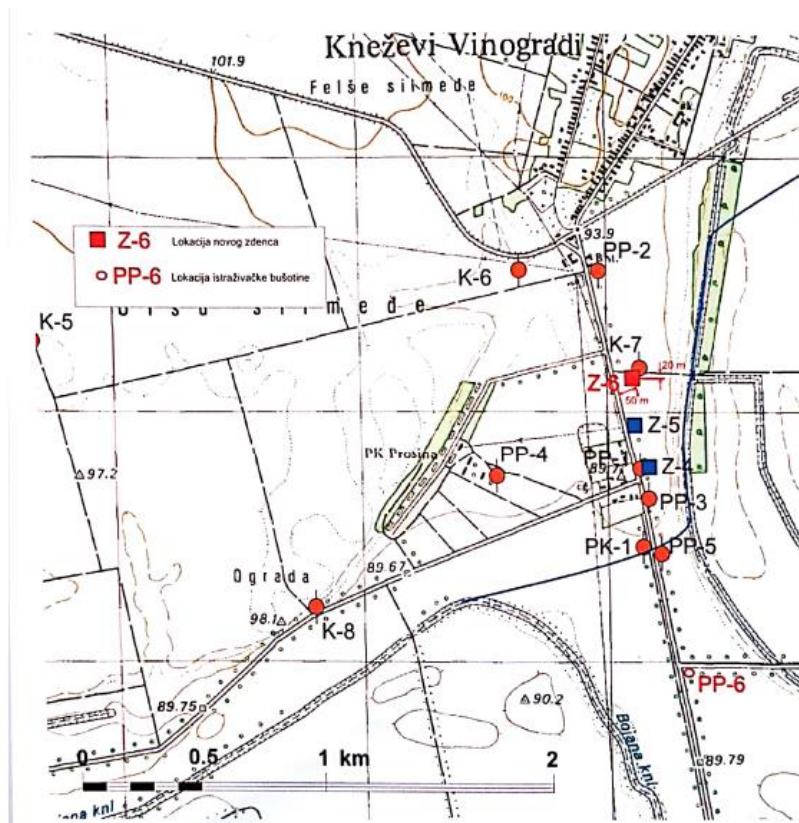 Kneževi Vinogradi
101.9
Felše silmeđe
93.9
Z-6 Lokacija novog zdenca
PP-6 Lokacija istraživačke bušotine
PP-2
K-6
K-5
K-7
20 m
Z-6
50 m
Z-5
PK Prosina
PP-4
PP-1
Z-4
97.2
PP-3
PK-1
PP-5
Ograda
89.67
98.1
K-8
PP-6
89.75
90.2
Bojana knl
89.79
0 0.5 1 km 2
Bojana knl